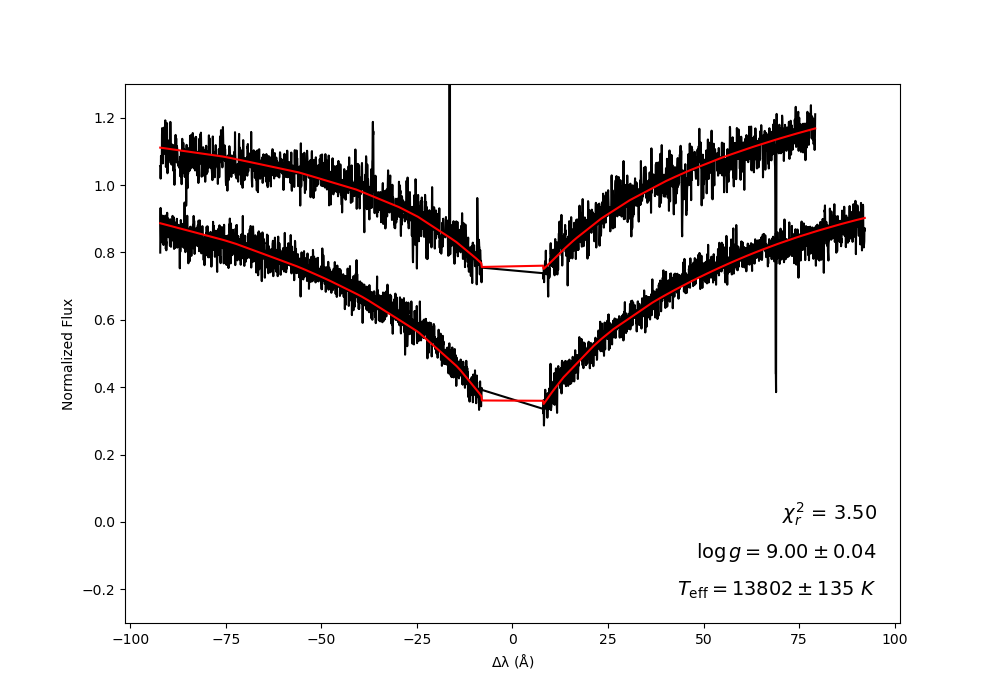 1.2
1.0
0.8
0.6
0.4
0.2
0.0
−0.2
Normalized Flux
χ²ᵣ = 3.50
log g = 9.00 ± 0.04
T_eff = 13802 ± 135 K
−100 −75 −50 −25 0 25 50 75 100
Δλ (Å)